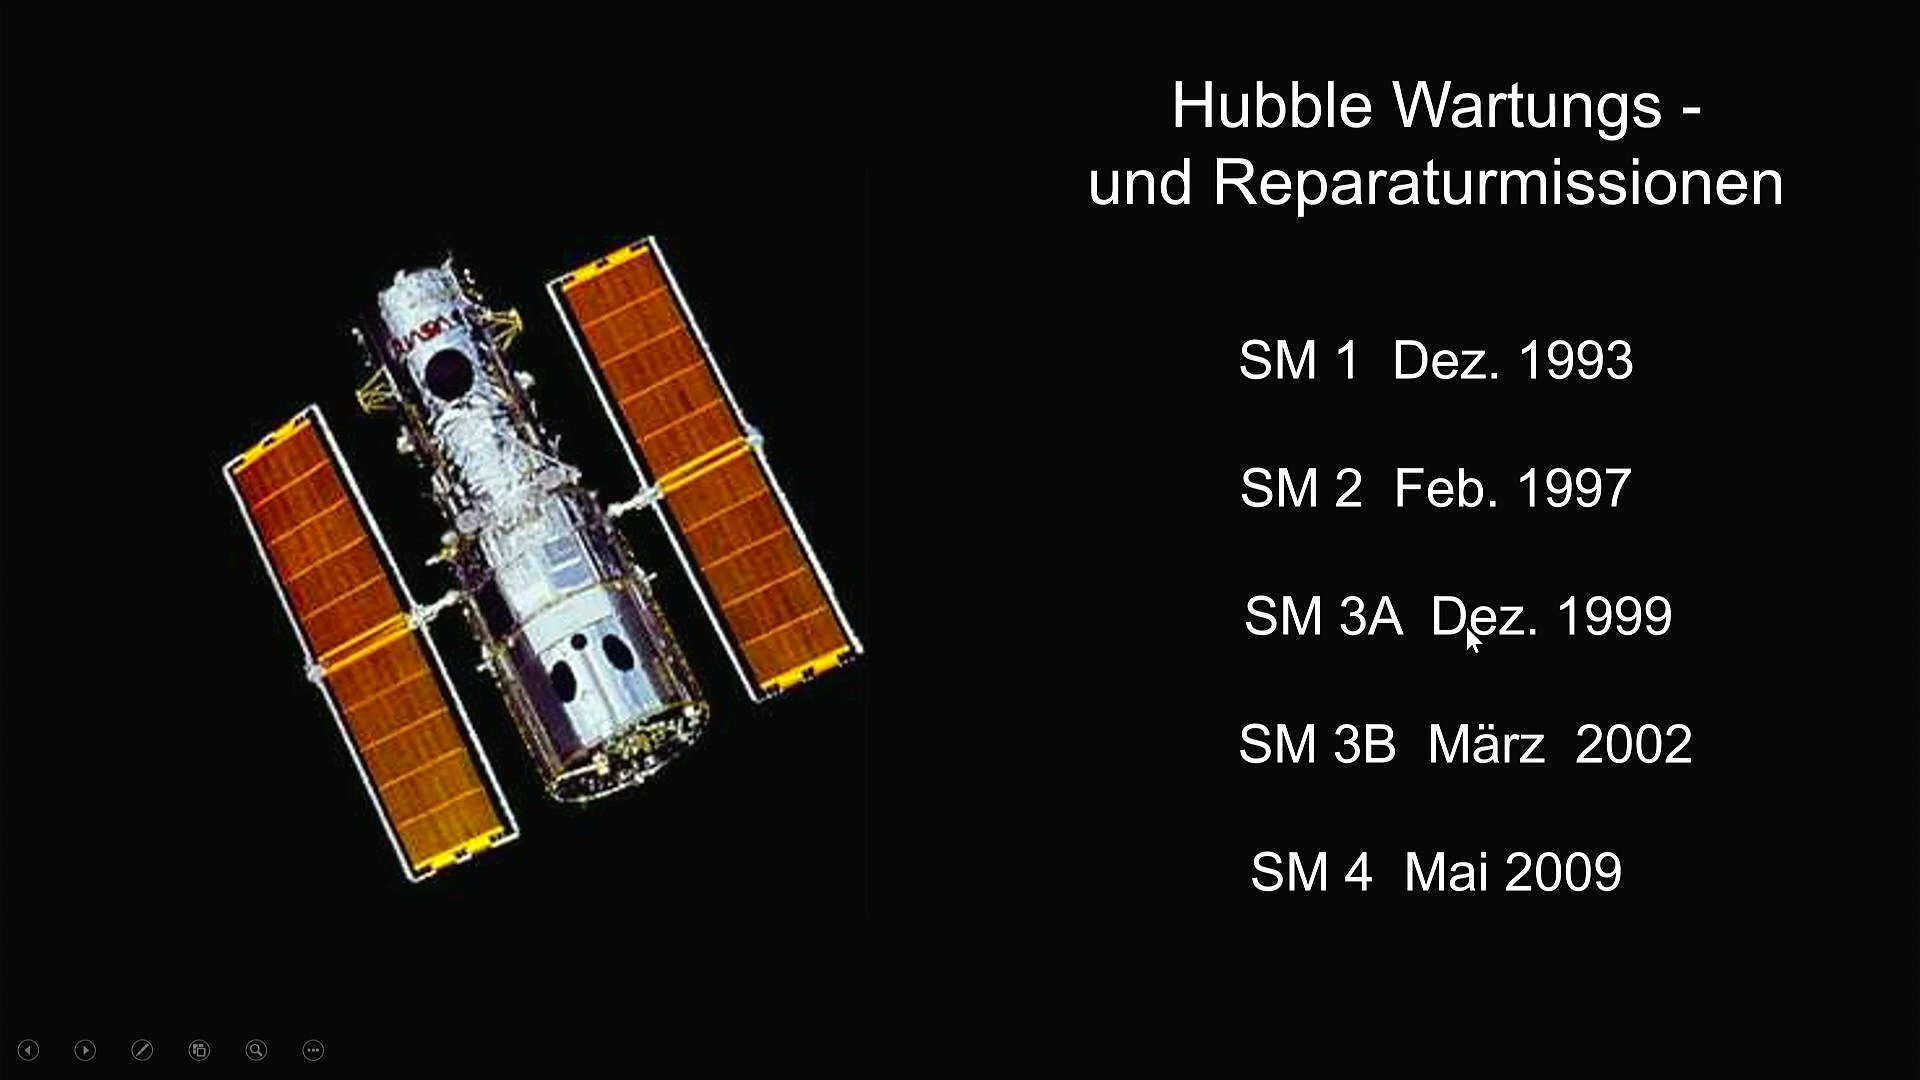 Hubble Wartungs -
und Reparaturmissionen
SM 1 Dez. 1993
SM 2 Feb. 1997
SM 3A Dez. 1999
SM 3B März 2002
SM 4 Mai 2009
NASA